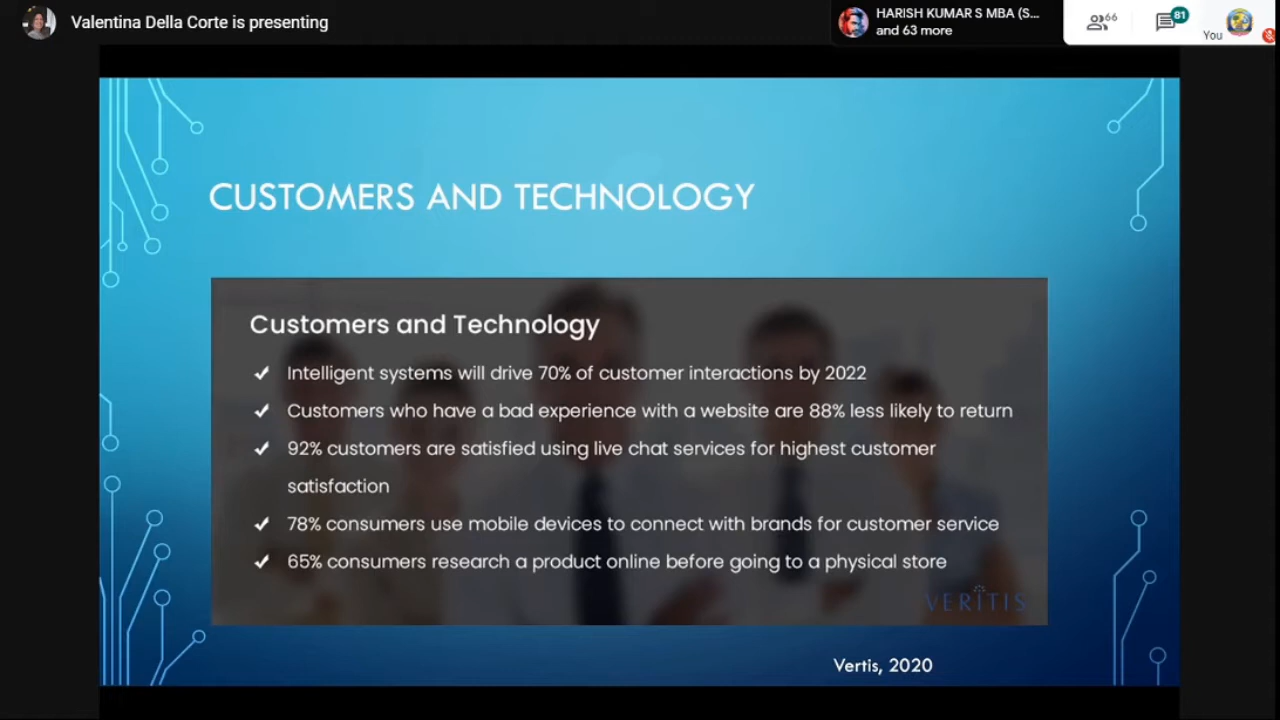 Valentina Della Corte is presenting
HARISH KUMAR S MBA (S...
and 63 more
66
81
You
CUSTOMERS AND TECHNOLOGY
Customers and Technology
Intelligent systems will drive 70% of customer interactions by 2022
Customers who have a bad experience with a website are 88% less likely to return
92% customers are satisfied using live chat services for highest customer
satisfaction
78% consumers use mobile devices to connect with brands for customer service
65% consumers research a product online before going to a physical store
VERITIS
Vertis, 2020